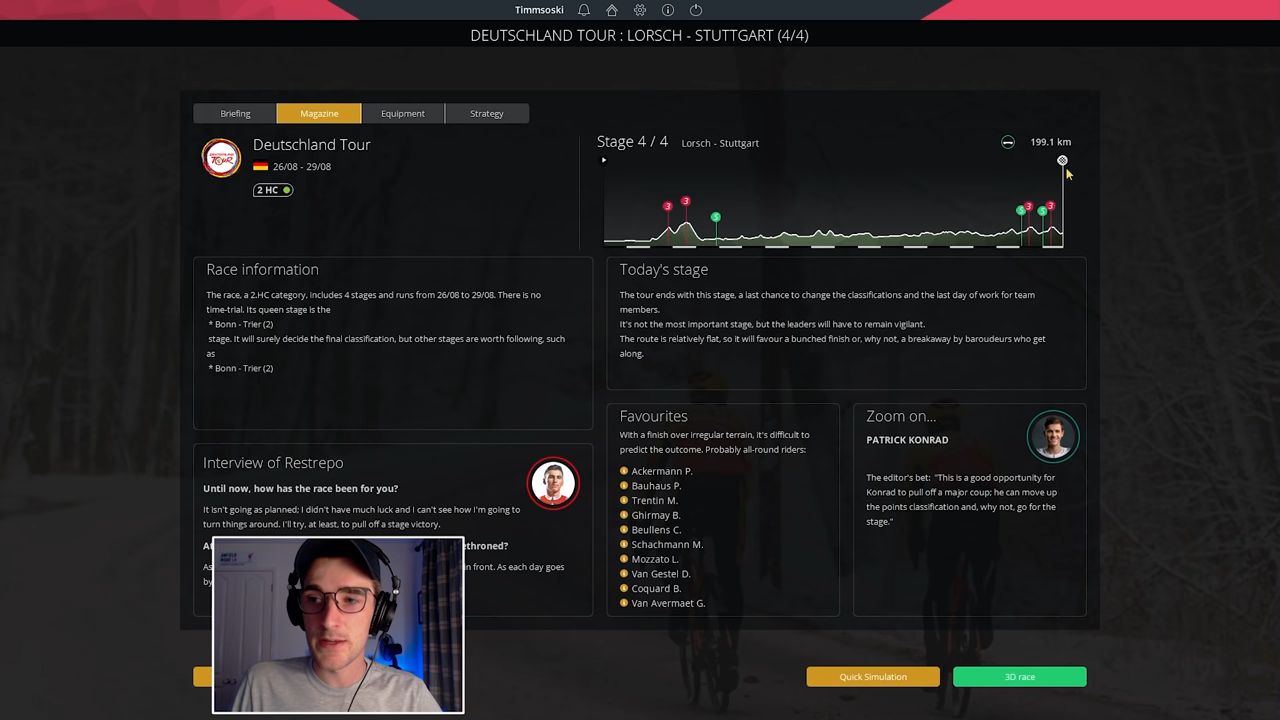 Timmsoski
DEUTSCHLAND TOUR : LORSCH - STUTTGART (4/4)
Briefing
Magazine
Equipment
Strategy
Deutschland Tour
26/08 - 29/08
2 HC
Stage 4 / 4 Lorsch - Stuttgart
199.1 km
3
3
S
S
3
S
3
Race information
The race, a 2.HC category, includes 4 stages and runs from 26/08 to 29/08. There is no
time-trial. Its queen stage is the
* Bonn - Trier (2)
stage. It will surely decide the final classification, but other stages are worth following, such
as
* Bonn - Trier (2)
Today's stage
The tour ends with this stage, a last chance to change the classifications and the last day of work for team
members.
It's not the most important stage, but the leaders will have to remain vigilant.
The route is relatively flat, so it will favour a bunched finish or, why not, a breakaway by baroudeurs who get
along.
Interview of Restrepo
Until now, how has the race been for you?
It isn't going as planned; I didn't have much luck and I can't see how I'm going to
turn things around. I'll try, at least, to pull off a stage victory.
ethroned?
in front. As each day goes
by
Favourites
With a finish over irregular terrain, it's difficult to
predict the outcome. Probably all-round riders:
Ackermann P.
Bauhaus P.
Trentin M.
Ghirmay B.
Beullens C.
Schachmann M.
Mozzato L.
Van Gestel D.
Coquard B.
Van Avermaet G.
Zoom on...
PATRICK KONRAD
The editor's bet: "This is a good opportunity for
Konrad to pull off a major coup; he can move up
the points classification and, why not, go for the
stage."
Quick Simulation
3D race